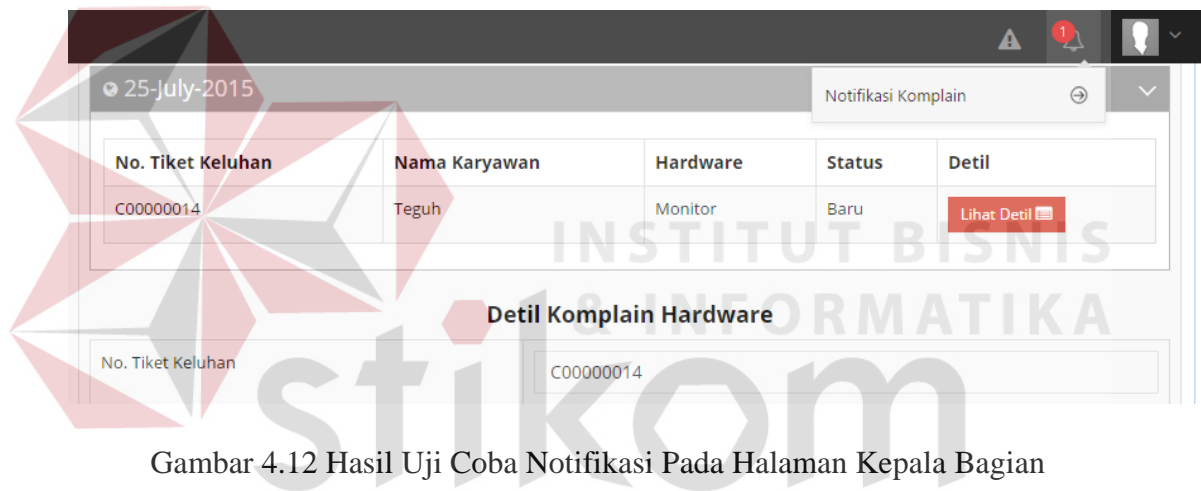 1
25-July-2015
Notifikasi Komplain
No. Tiket Keluhan Nama Karyawan Hardware Status Detil
C00000014 Teguh Monitor Baru Lihat Detil
INSTITUT BISNIS
& INFORMATIKA
Detil Komplain Hardware
No. Tiket Keluhan C00000014
stikom
Gambar 4.12 Hasil Uji Coba Notifikasi Pada Halaman Kepala Bagian